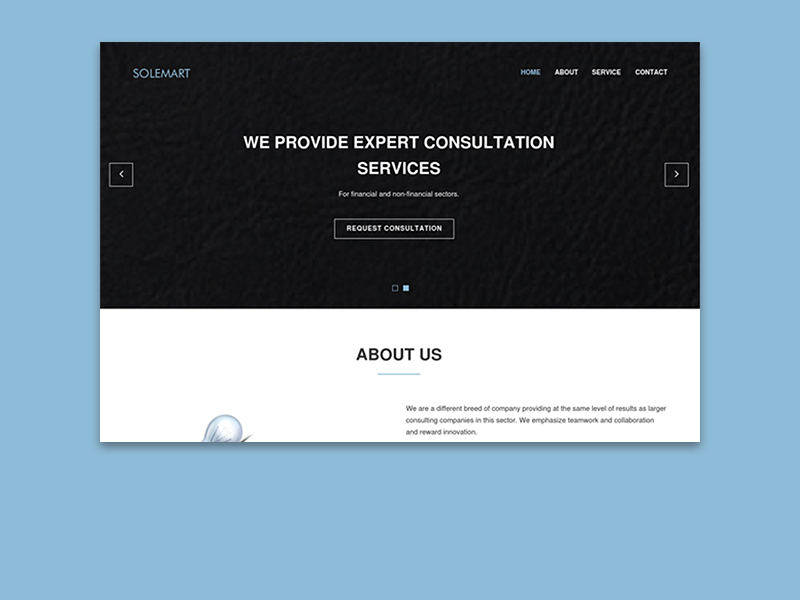 SOLEMART
HOME ABOUT SERVICE CONTACT
WE PROVIDE EXPERT CONSULTATION
SERVICES
For financial and non-financial sectors.
REQUEST CONSULTATION
ABOUT US
We are a different breed of company providing at the same level of results as larger
consulting companies in this sector. We emphasize teamwork and collaboration
and reward innovation.